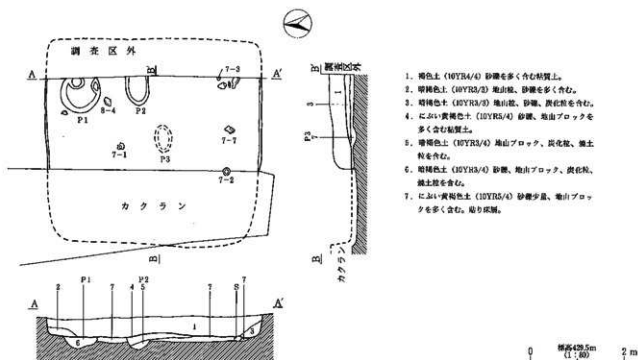 調査区外
A
B
A'
7-3
P1
8-4
P2
7-7
7-1
P3
7-2
カクラン
B
B'
調査区外
1
3
P3
7
B
カクラン
A
P1
P2
A'
2
7
4
5
7
S
7
6
1
3
1. 褐色土 (10YR4/4) 砂礫を多く含む粘質土。
2. 暗褐色土 (10YR3/3) 地山粒、砂礫を多く含む。
3. 暗褐色土 (10YR3/3) 地山粒、砂礫、炭化粒を含む。
4. にぶい黄褐色土 (10YR5/4) 砂礫、地山ブロックを
多く含む粘質土。
5. 暗褐色土 (10YR3/4) 地山ブロック、炭化粒、焼土
粒を含む。
6. 暗褐色土 (10YR3/4) 砂礫、地山ブロック、炭化粒、
焼土粒を含む。
7. にぶい黄褐色土 (10YR5/4) 砂礫少量、地山ブロッ
クを多く含む。貼り床層。
標高429.5m
0 (1:80) 2m